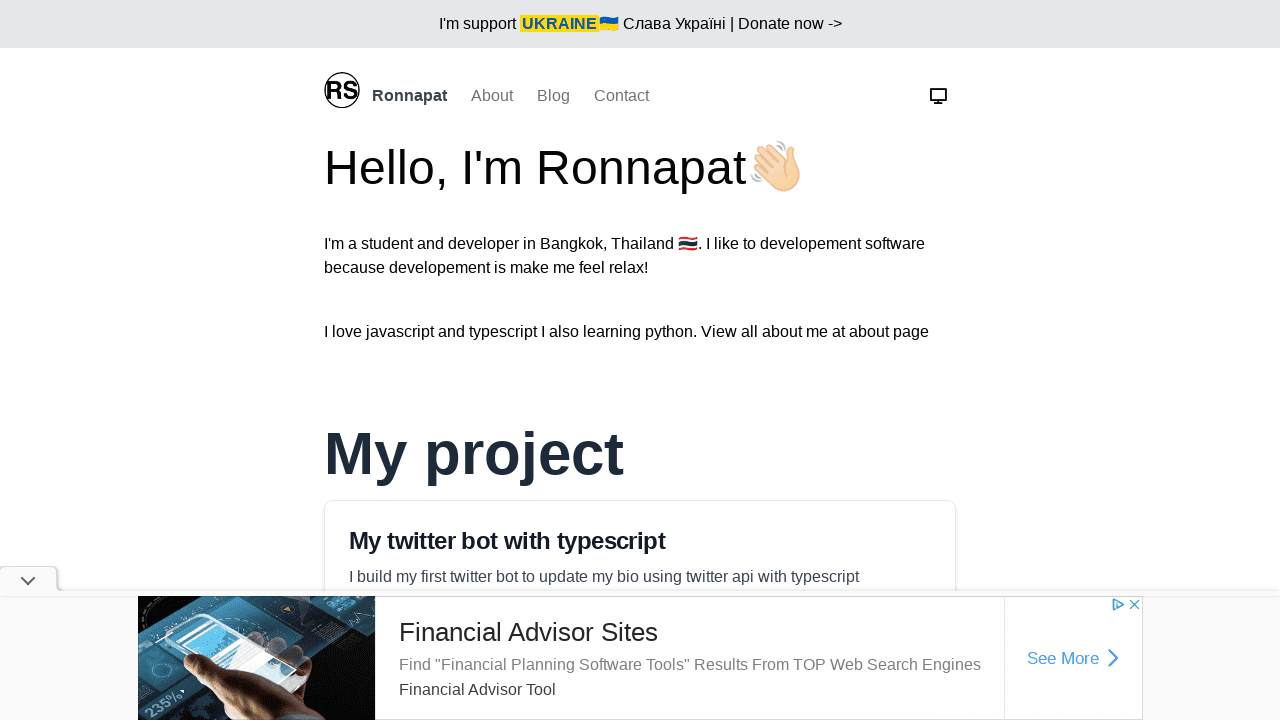 I'm support UKRAINE🇺🇦 Слава Україні | Donate now ->
RS Ronnapat About Blog Contact
Hello, I'm Ronnapat👋🏻
I'm a student and developer in Bangkok, Thailand 🇹🇭. I like to developement software
because developement is make me feel relax!
I love javascript and typescript I also learning python. View all about me at about page
My project
My twitter bot with typescript
I build my first twitter bot to update my bio using twitter api with typescript
Financial Advisor Sites
Find "Financial Planning Software Tools" Results From TOP Web Search Engines
Financial Advisor Tool
See More
235%